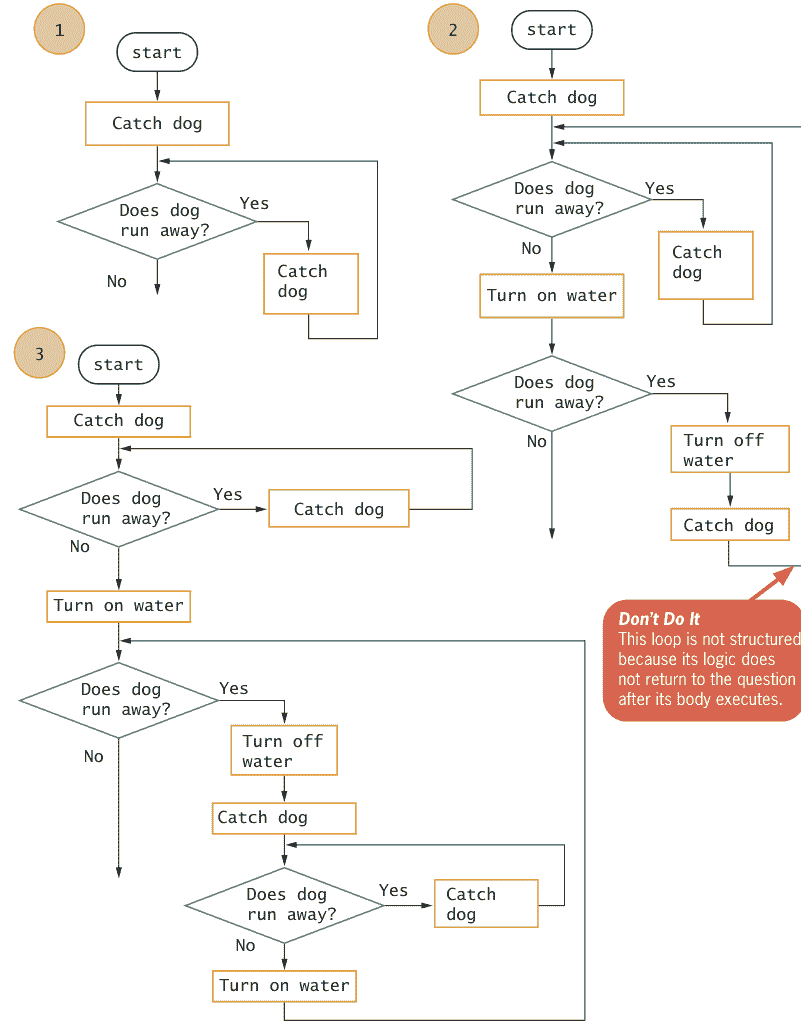 1
start
Catch dog
Does dog
run away?
Yes
No
Catch
dog
2
start
Catch dog
Does dog
run away?
Yes
No
Catch
dog
Turn on water
Does dog
run away?
Yes
No
Turn off
water
Catch dog
Don't Do It
This loop is not structured
because its logic does
not return to the question
after its body executes.
3
start
Catch dog
Does dog
run away?
Yes
No
Catch dog
Turn on water
Does dog
run away?
Yes
No
Turn off
water
Catch dog
Does dog
run away?
Yes
No
Catch
dog
Turn on water